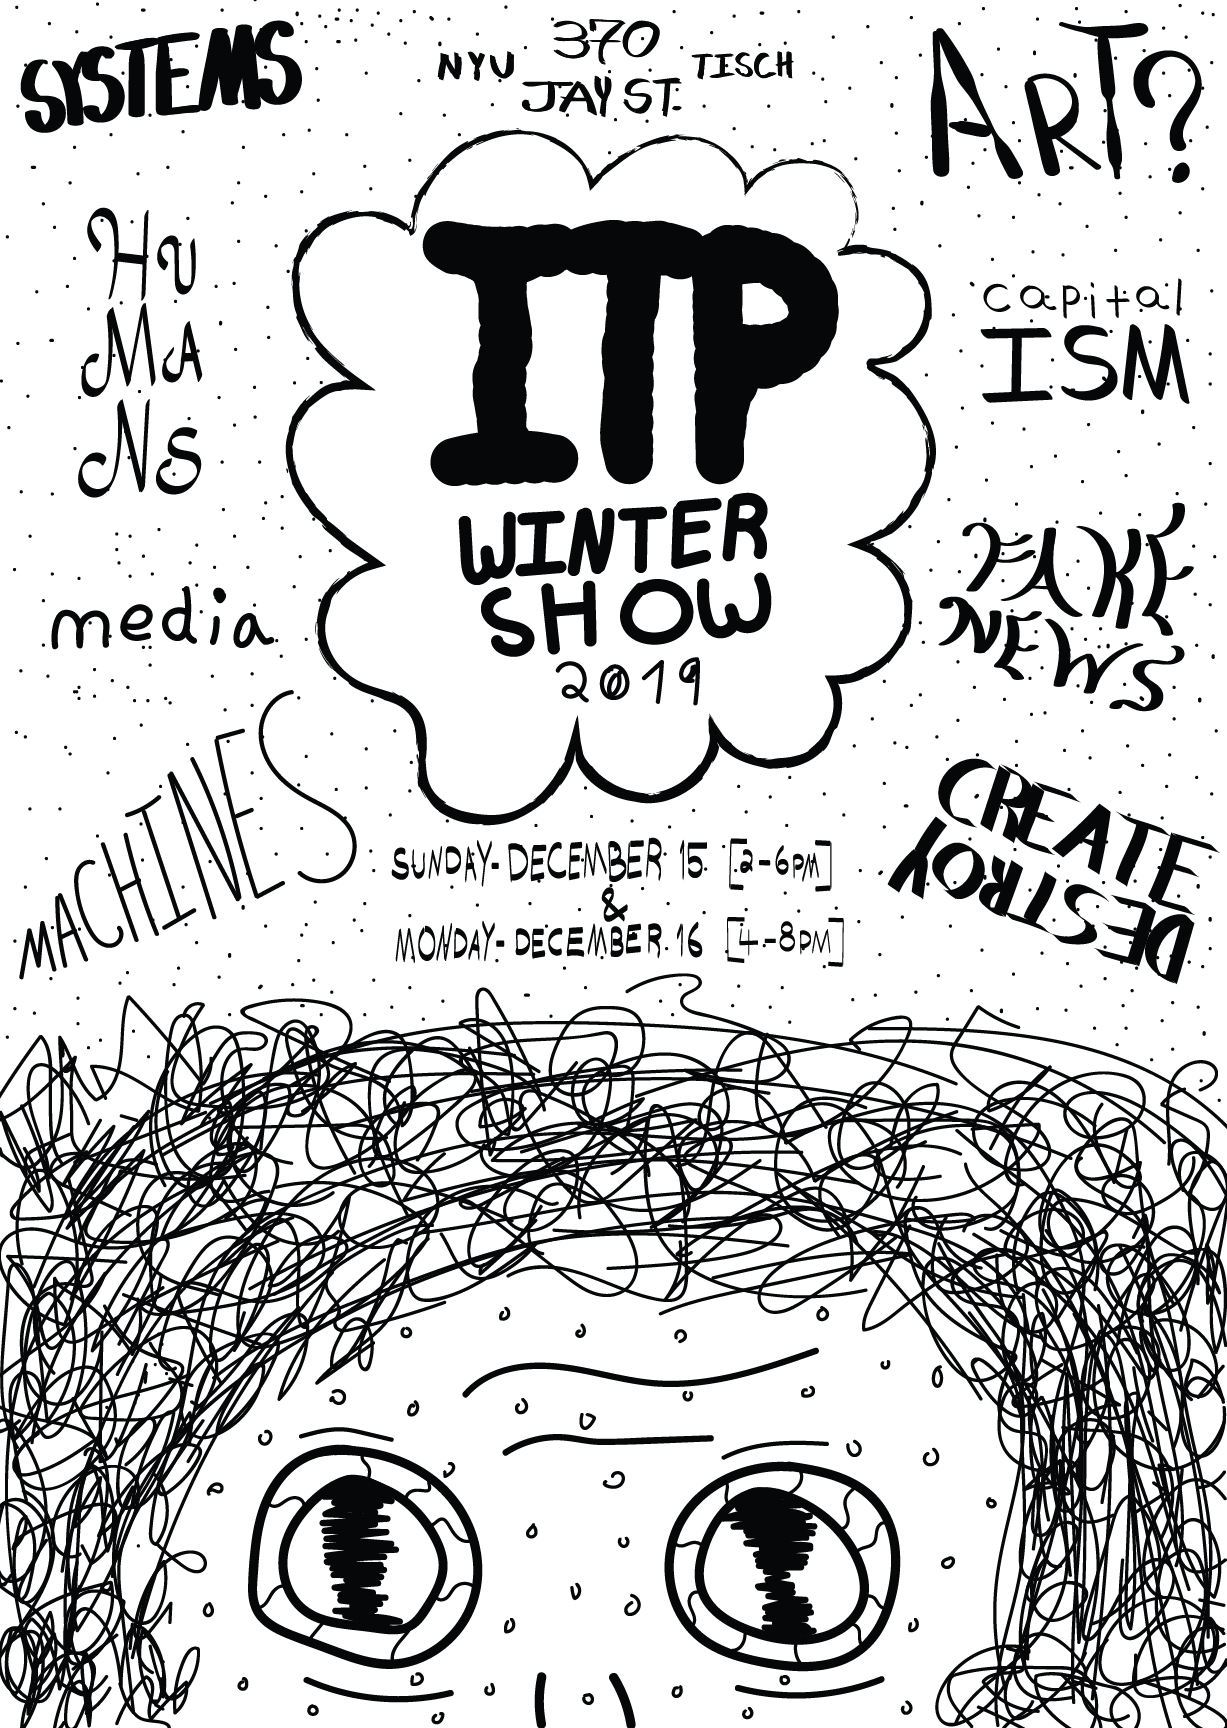 SYSTEMS
NYU
370
JAY ST.
TISCH
ART?
HU
MA
NS
capital
ISM
ITP
WINTER
SHOW
2019
media
FAKE
NEWS
MACHINES
CREATE
DESTROY
SUNDAY- DECEMBER 15 [2-6PM]
&
MONDAY- DECEMBER 16 [4-8PM]